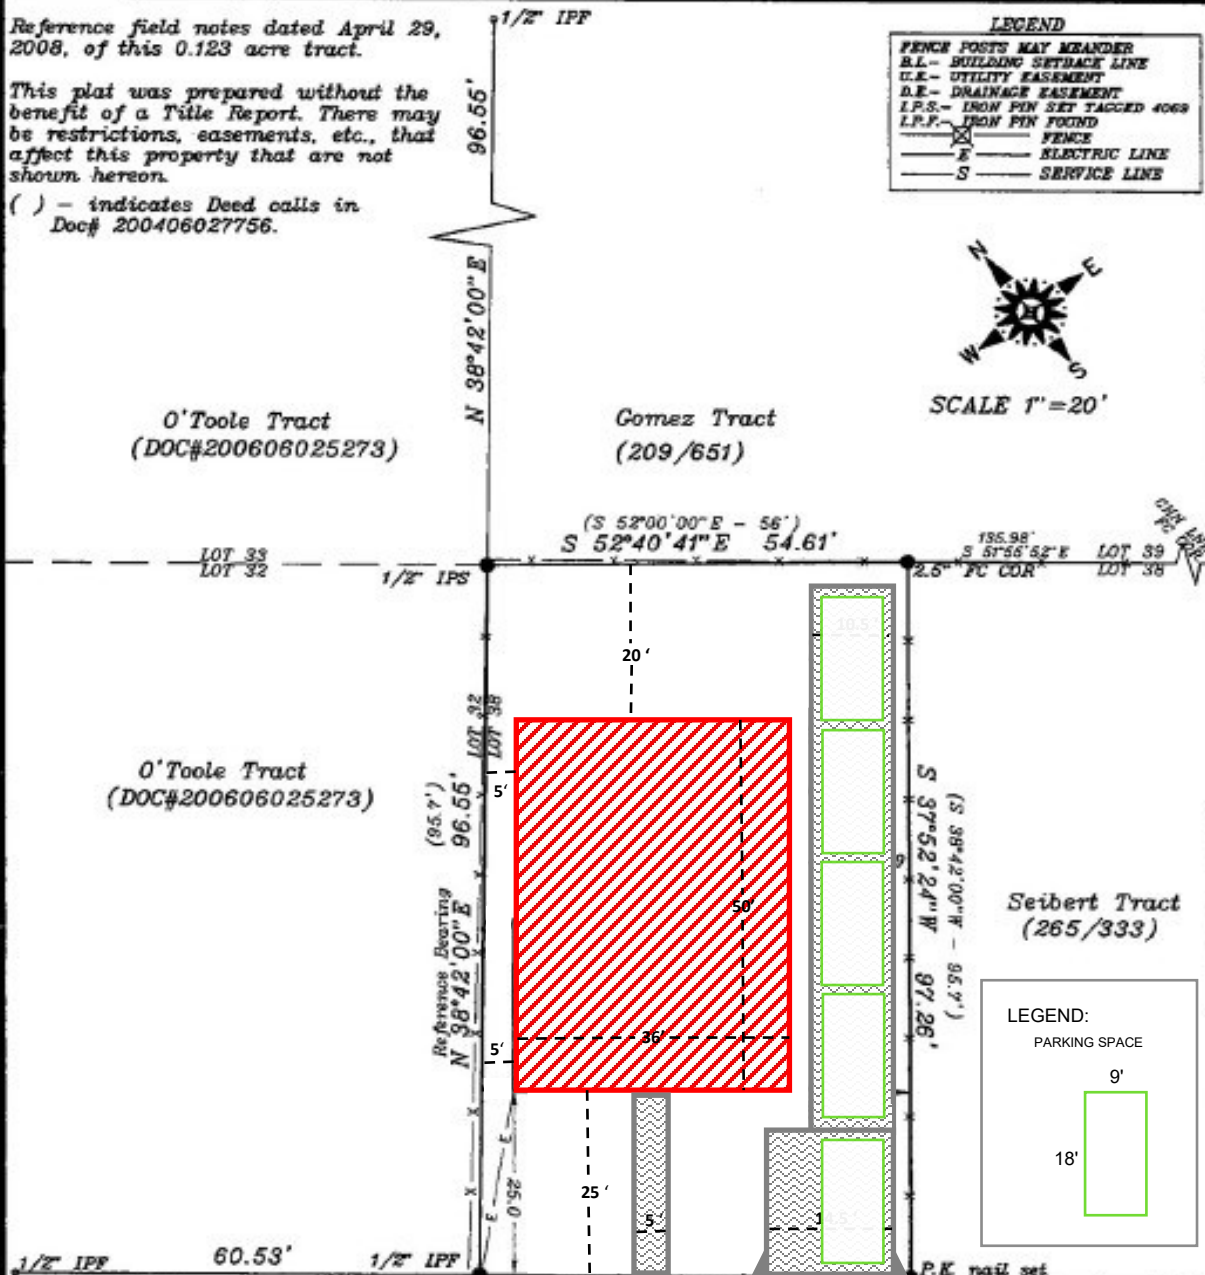 Reference field notes dated April 29,
2008, of this 0.123 acre tract.
This plat was prepared without the
benefit of a Title Report. There may
be restrictions, easements, etc., that
affect this property that are not
shown hereon.
( ) - indicates Deed calls in
Doc# 200406027756.
1/2" IPF
96.55'
N 38°42'00" E
LEGEND
FENCE POSTS MAY MEANDER
B.L.- BUILDING SETBACK LINE
U.E.- UTILITY EASEMENT
D.E.- DRAINAGE EASEMENT
I.P.S.- IRON PIN SET TAGGED 4069
I.P.F.- IRON PIN FOUND
FENCE
E ELECTRIC LINE
S SERVICE LINE
N
E
W
S
SCALE 1"=20'
O'Toole Tract
(DOC#200606025273)
Gomez Tract
(209/651)
(S 52°00'00"E - 56')
S 52°40'41"E 54.61'
135.98'
S 51°55'52"E
LOT 39
LOT 38
LOT 33
LOT 32
1/2" IPS
2.5" FC COR
10.5'
20 '
LOT 32
LOT 38
5'
O'Toole Tract
(DOC#200606025273)
(95.7')
96.55'
Reference Bearing
N 38°42'00"E
50'
36'
5'
S 37°52'24"W 97.26'
(S 38°42'00"W - 95.7')
Seibert Tract
(265/333)
LEGEND:
PARKING SPACE
9'
18'
E
E
25.0
25 '
5'
14.5 '
60.53'
1/2" IPF
1/2" IPF
P.K. nail set